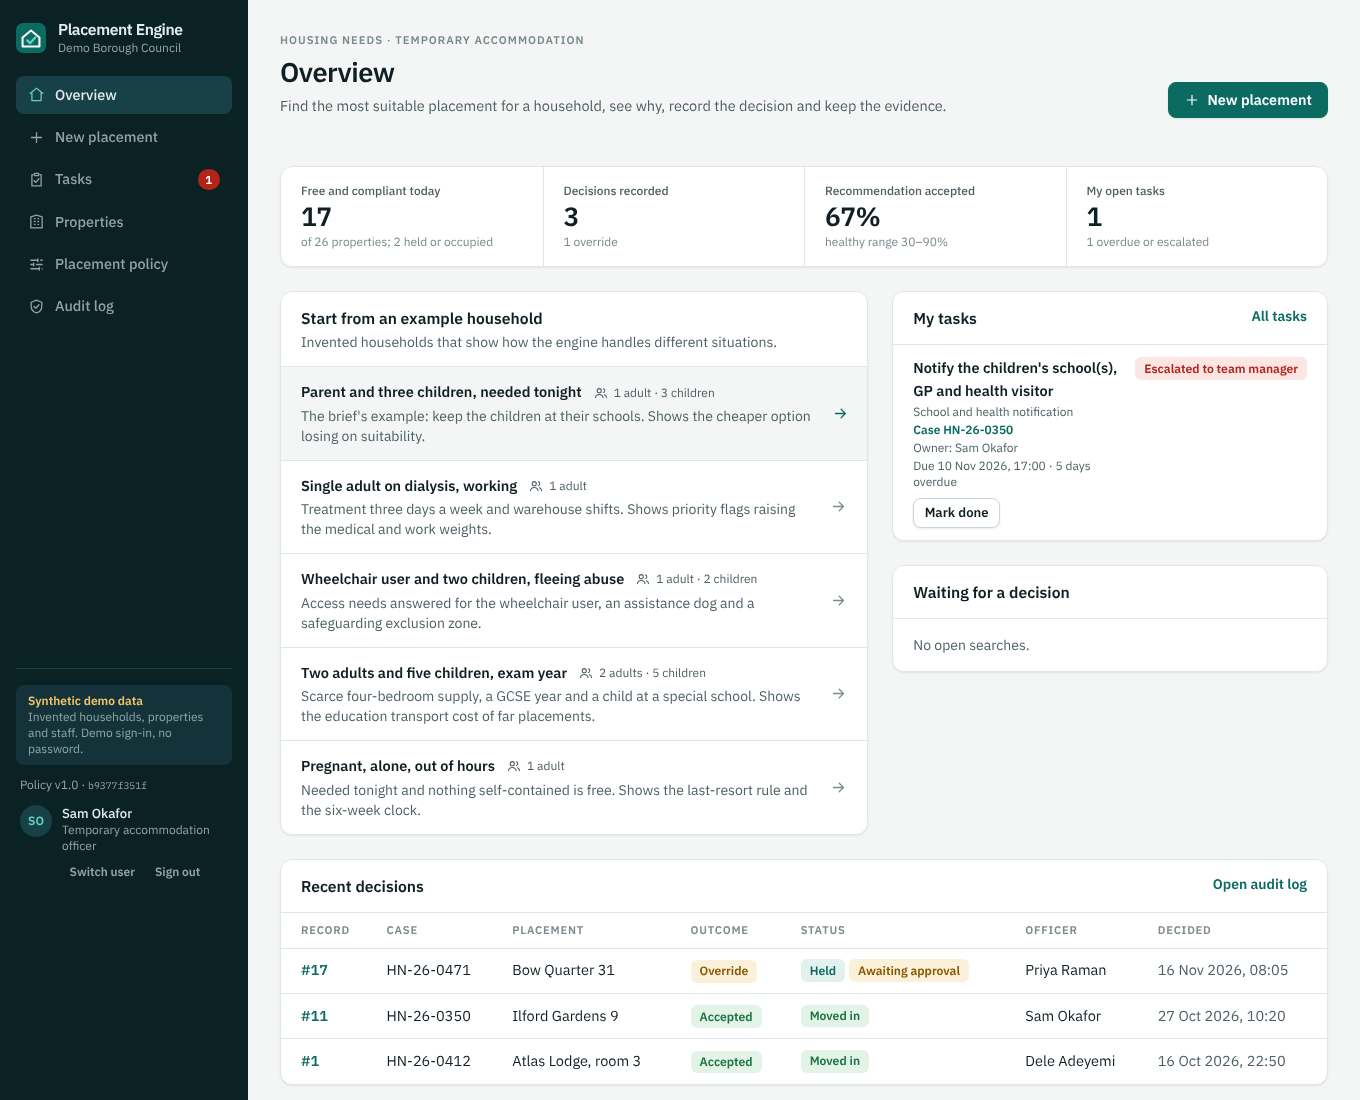 Placement Engine
Demo Borough Council
Overview
New placement
Tasks
1
Properties
Placement policy
Audit log
Synthetic demo data
Invented households, properties
and staff. Demo sign-in, no
password.
Policy v1.0 · b9377f351f
SO
Sam Okafor
Temporary accommodation
officer
Switch user Sign out
HOUSING NEEDS · TEMPORARY ACCOMMODATION
Overview
Find the most suitable placement for a household, see why, record the decision and keep the evidence.
New placement
Free and compliant today
17
of 26 properties; 2 held or occupied
Decisions recorded
3
1 override
Recommendation accepted
67%
healthy range 30–90%
My open tasks
1
1 overdue or escalated
Start from an example household
Invented households that show how the engine handles different situations.
Parent and three children, needed tonight 1 adult · 3 children
The brief's example: keep the children at their schools. Shows the cheaper option
losing on suitability.
Single adult on dialysis, working 1 adult
Treatment three days a week and warehouse shifts. Shows priority flags raising
the medical and work weights.
Wheelchair user and two children, fleeing abuse 1 adult · 2 children
Access needs answered for the wheelchair user, an assistance dog and a
safeguarding exclusion zone.
Two adults and five children, exam year 2 adults · 5 children
Scarce four-bedroom supply, a GCSE year and a child at a special school. Shows
the education transport cost of far placements.
Pregnant, alone, out of hours 1 adult
Needed tonight and nothing self-contained is free. Shows the last-resort rule and
the six-week clock.
My tasks All tasks
Notify the children's school(s), Escalated to team manager
GP and health visitor
School and health notification
Case HN-26-0350
Owner: Sam Okafor
Due 10 Nov 2026, 17:00 · 5 days
overdue
Mark done
Waiting for a decision
No open searches.
Recent decisions Open audit log
RECORD CASE PLACEMENT OUTCOME STATUS OFFICER DECIDED
#17 HN-26-0471 Bow Quarter 31 Override Held Awaiting approval Priya Raman 16 Nov 2026, 08:05
#11 HN-26-0350 Ilford Gardens 9 Accepted Moved in Sam Okafor 27 Oct 2026, 10:20
#1 HN-26-0412 Atlas Lodge, room 3 Accepted Moved in Dele Adeyemi 16 Oct 2026, 22:50